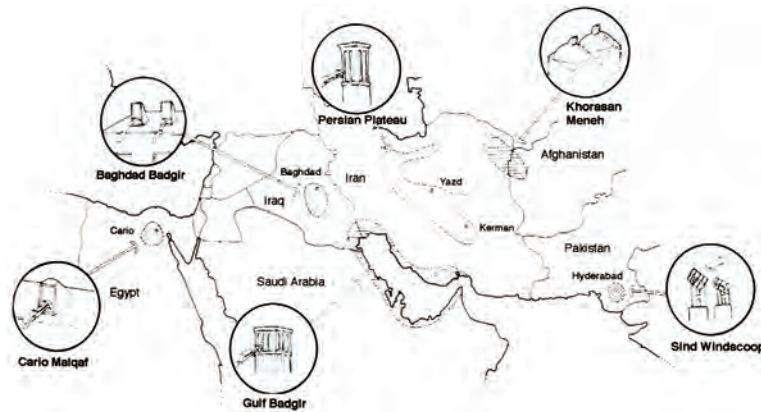 Persian Plateau
Khorasan
Meneh
Baghdad Badgir
Baghdad
Iran
Afghanistan
Yazd
Iraq
Cario
Kerman
Pakistan
Hyderabad
Saudi Arabia
Egypt
Cario Malqaf
Gulf Badgir
Sind Windscoop